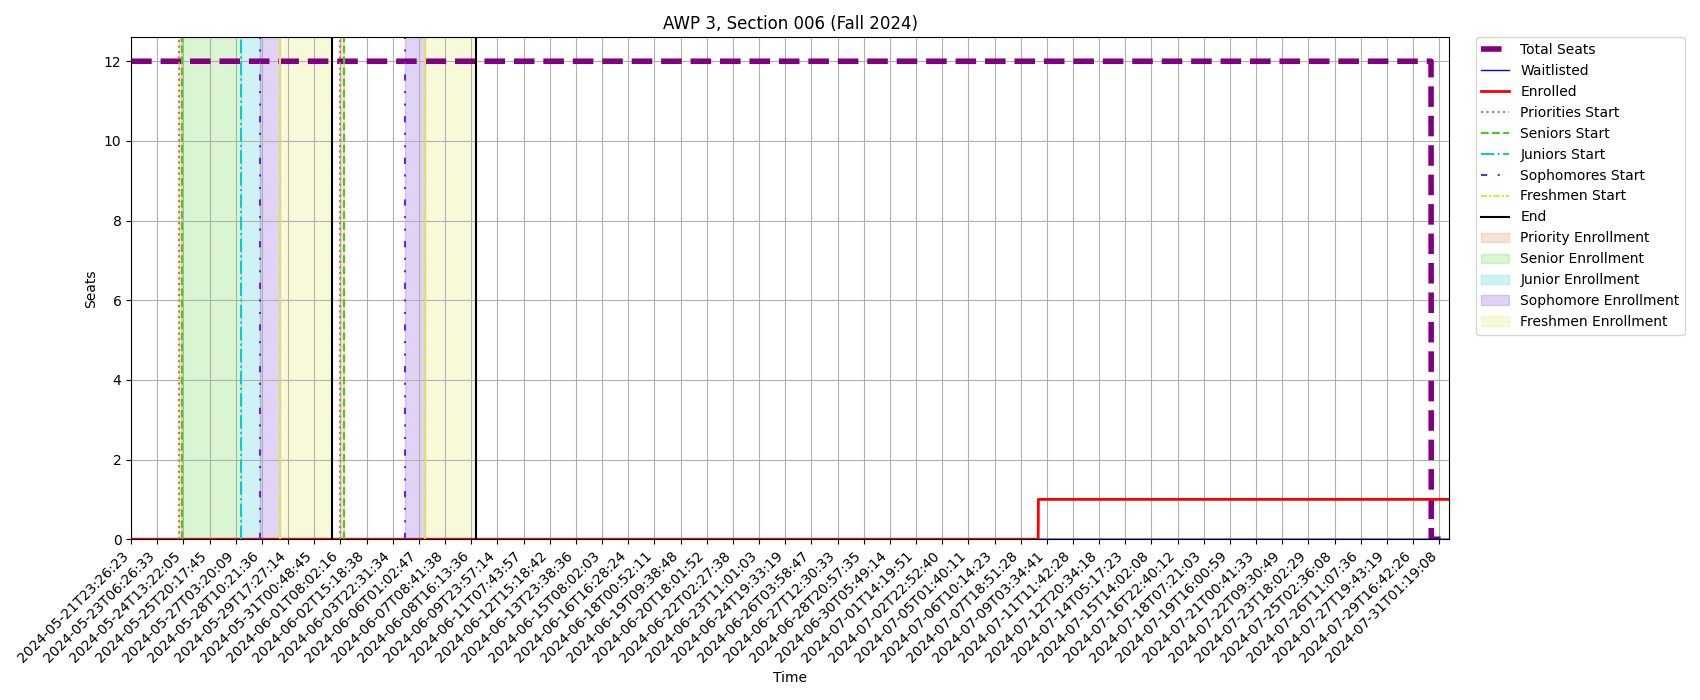 AWP 3, Section 006 (Fall 2024)
Seats
12
10
8
6
4
2
0
2024-05-21T23:26:23
2024-05-23T06:26:33
2024-05-24T13:22:05
2024-05-25T20:17:45
2024-05-27T03:20:09
2024-05-28T10:21:36
2024-05-29T17:27:14
2024-05-31T00:48:45
2024-06-01T08:02:16
2024-06-02T15:18:38
2024-06-03T22:31:34
2024-06-06T01:02:47
2024-06-07T08:41:38
2024-06-08T16:13:36
2024-06-09T23:57:14
2024-06-11T07:43:57
2024-06-12T15:18:42
2024-06-13T23:38:36
2024-06-15T08:02:03
2024-06-16T16:28:24
2024-06-18T00:52:11
2024-06-19T09:38:48
2024-06-20T18:01:52
2024-06-22T02:27:38
2024-06-23T11:01:03
2024-06-24T19:33:19
2024-06-26T03:58:47
2024-06-27T12:30:33
2024-06-28T20:57:35
2024-06-30T05:49:14
2024-07-01T14:19:51
2024-07-02T22:52:40
2024-07-05T01:40:11
2024-07-06T10:14:23
2024-07-07T18:51:28
2024-07-09T03:34:41
2024-07-11T11:42:28
2024-07-12T20:34:18
2024-07-14T05:17:23
2024-07-15T14:02:08
2024-07-16T22:40:12
2024-07-18T07:21:03
2024-07-19T16:00:59
2024-07-21T00:41:33
2024-07-22T09:30:49
2024-07-23T18:02:29
2024-07-25T02:36:08
2024-07-26T11:07:36
2024-07-27T19:43:19
2024-07-29T16:42:26
2024-07-31T01:19:08
Time
Total Seats
Waitlisted
Enrolled
Priorities Start
Seniors Start
Juniors Start
Sophomores Start
Freshmen Start
End
Priority Enrollment
Senior Enrollment
Junior Enrollment
Sophomore Enrollment
Freshmen Enrollment